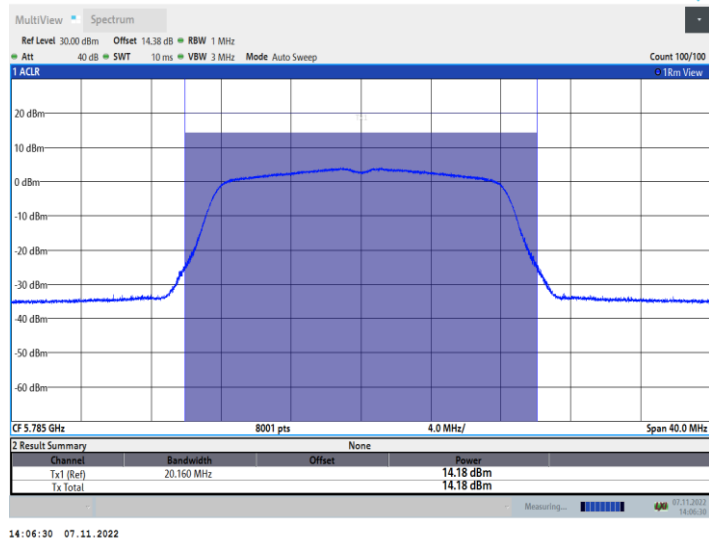 MultiView Spectrum
Ref Level 30.00 dBm Offset 14.38 dB RBW 1 MHz
Att 40 dB SWT 10 ms VBW 3 MHz Mode Auto Sweep Count 100/100
1 ACLR 1Rm View
20 dBm
10 dBm
0 dBm
-10 dBm
-20 dBm
-30 dBm
-40 dBm
-50 dBm
-60 dBm
CF 5.785 GHz 8001 pts 4.0 MHz/ Span 40.0 MHz
2 Result Summary None
Channel Bandwidth Offset Power
Tx1 (Ref) 20.160 MHz 14.18 dBm
Tx Total 14.18 dBm
Measuring... 07.11.2022
14:06:30
14:06:30 07.11.2022